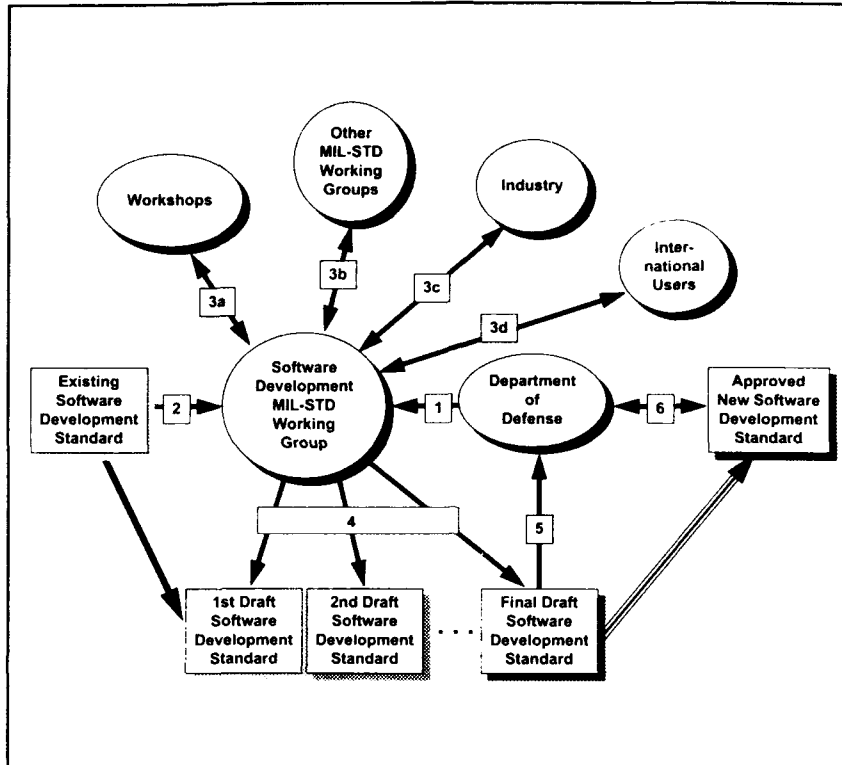 Other
MIL-STD
Working
Groups
Workshops
Industry
Inter-
national
Users
3a
3b
3c
3d
Existing
Software
Development
Standard
2
Software
Development
MIL-STD
Working
Group
1
Department
of
Defense
6
Approved
New Software
Development
Standard
4
5
1st Draft
Software
Development
Standard
2nd Draft
Software
Development
Standard
. . .
Final Draft
Software
Development
Standard